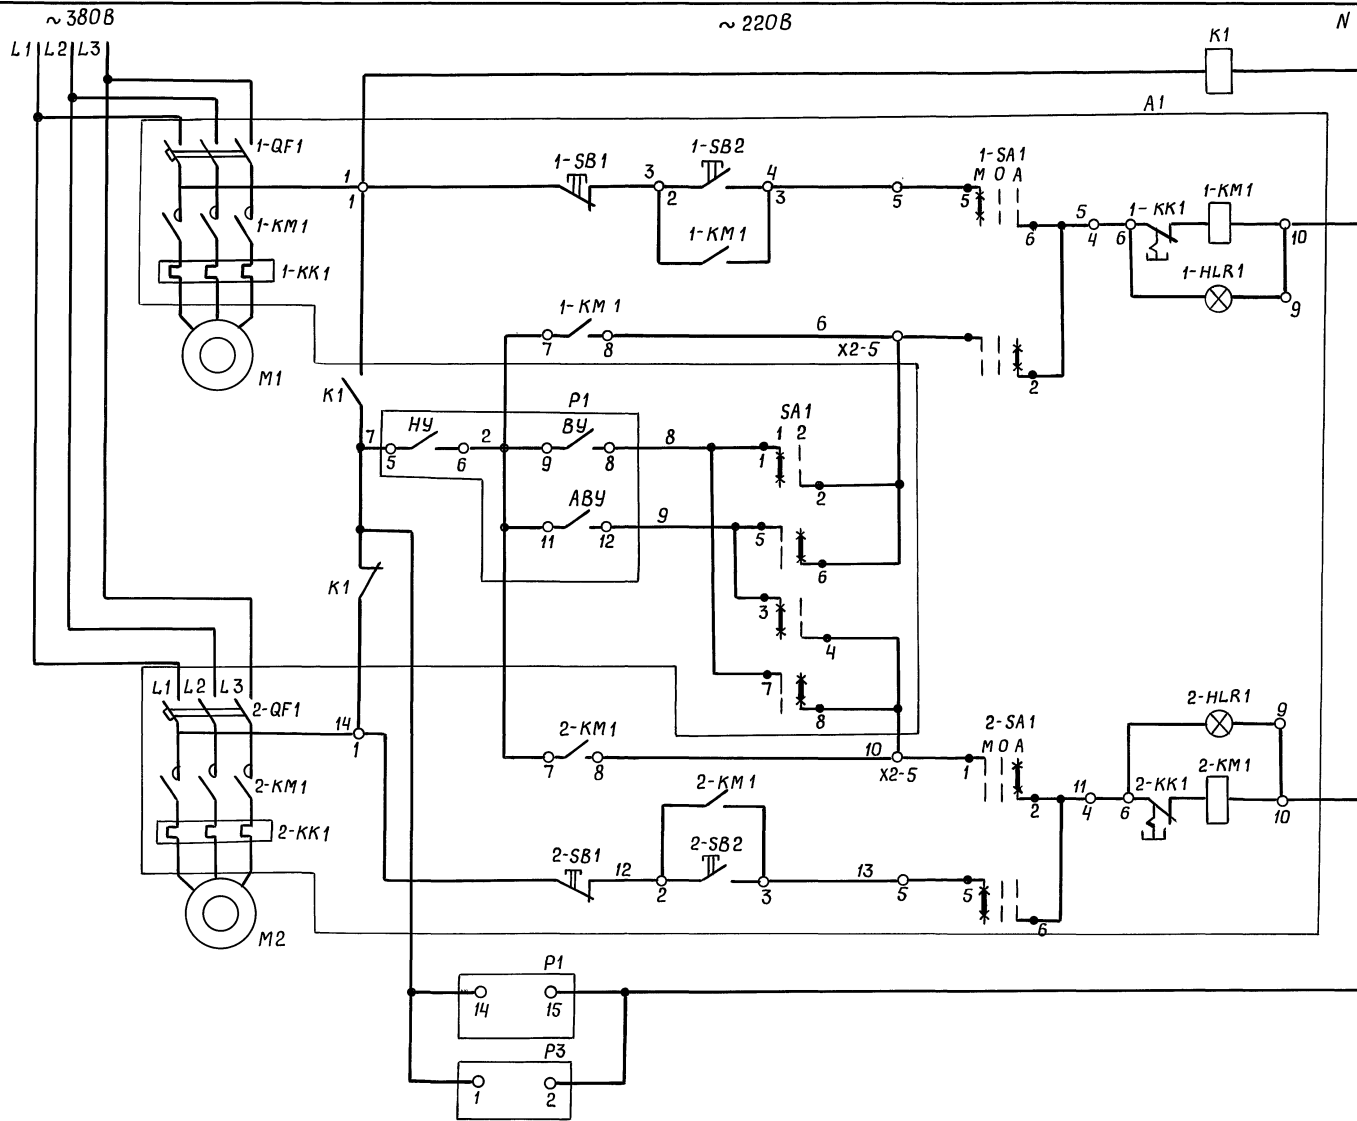 ~380В
~220В
N
L1 L2 L3
K1
A1
1-QF1
1-SB1
1-SB2
1-SA1
М О А
1
1
3
2
4
3
5
5
6
5
4
6
1-KK1
1-KM1
10
1-KM1
1-KM1
1-KK1
1-HLR1
9
M1
1-KM1
7
8
6
X2-5
2
K1
P1
7
5
НУ
6
2
ВУ
9
8
8
SA1
1 2
1
2
АВУ
11
12
9
5
6
K1
3
4
7
8
L1 L2 L3
2-QF1
14
1
2-KM1
7
8
10
X2-5
2-SA1
М О А
1
2
11
4
6
2-HLR1
9
2-KK1
2-KM1
10
2-KM1
2-KK1
M2
2-KM1
2-SB1
12
2
2-SB2
3
13
5
5
6
P1
14
15
P3
1
2